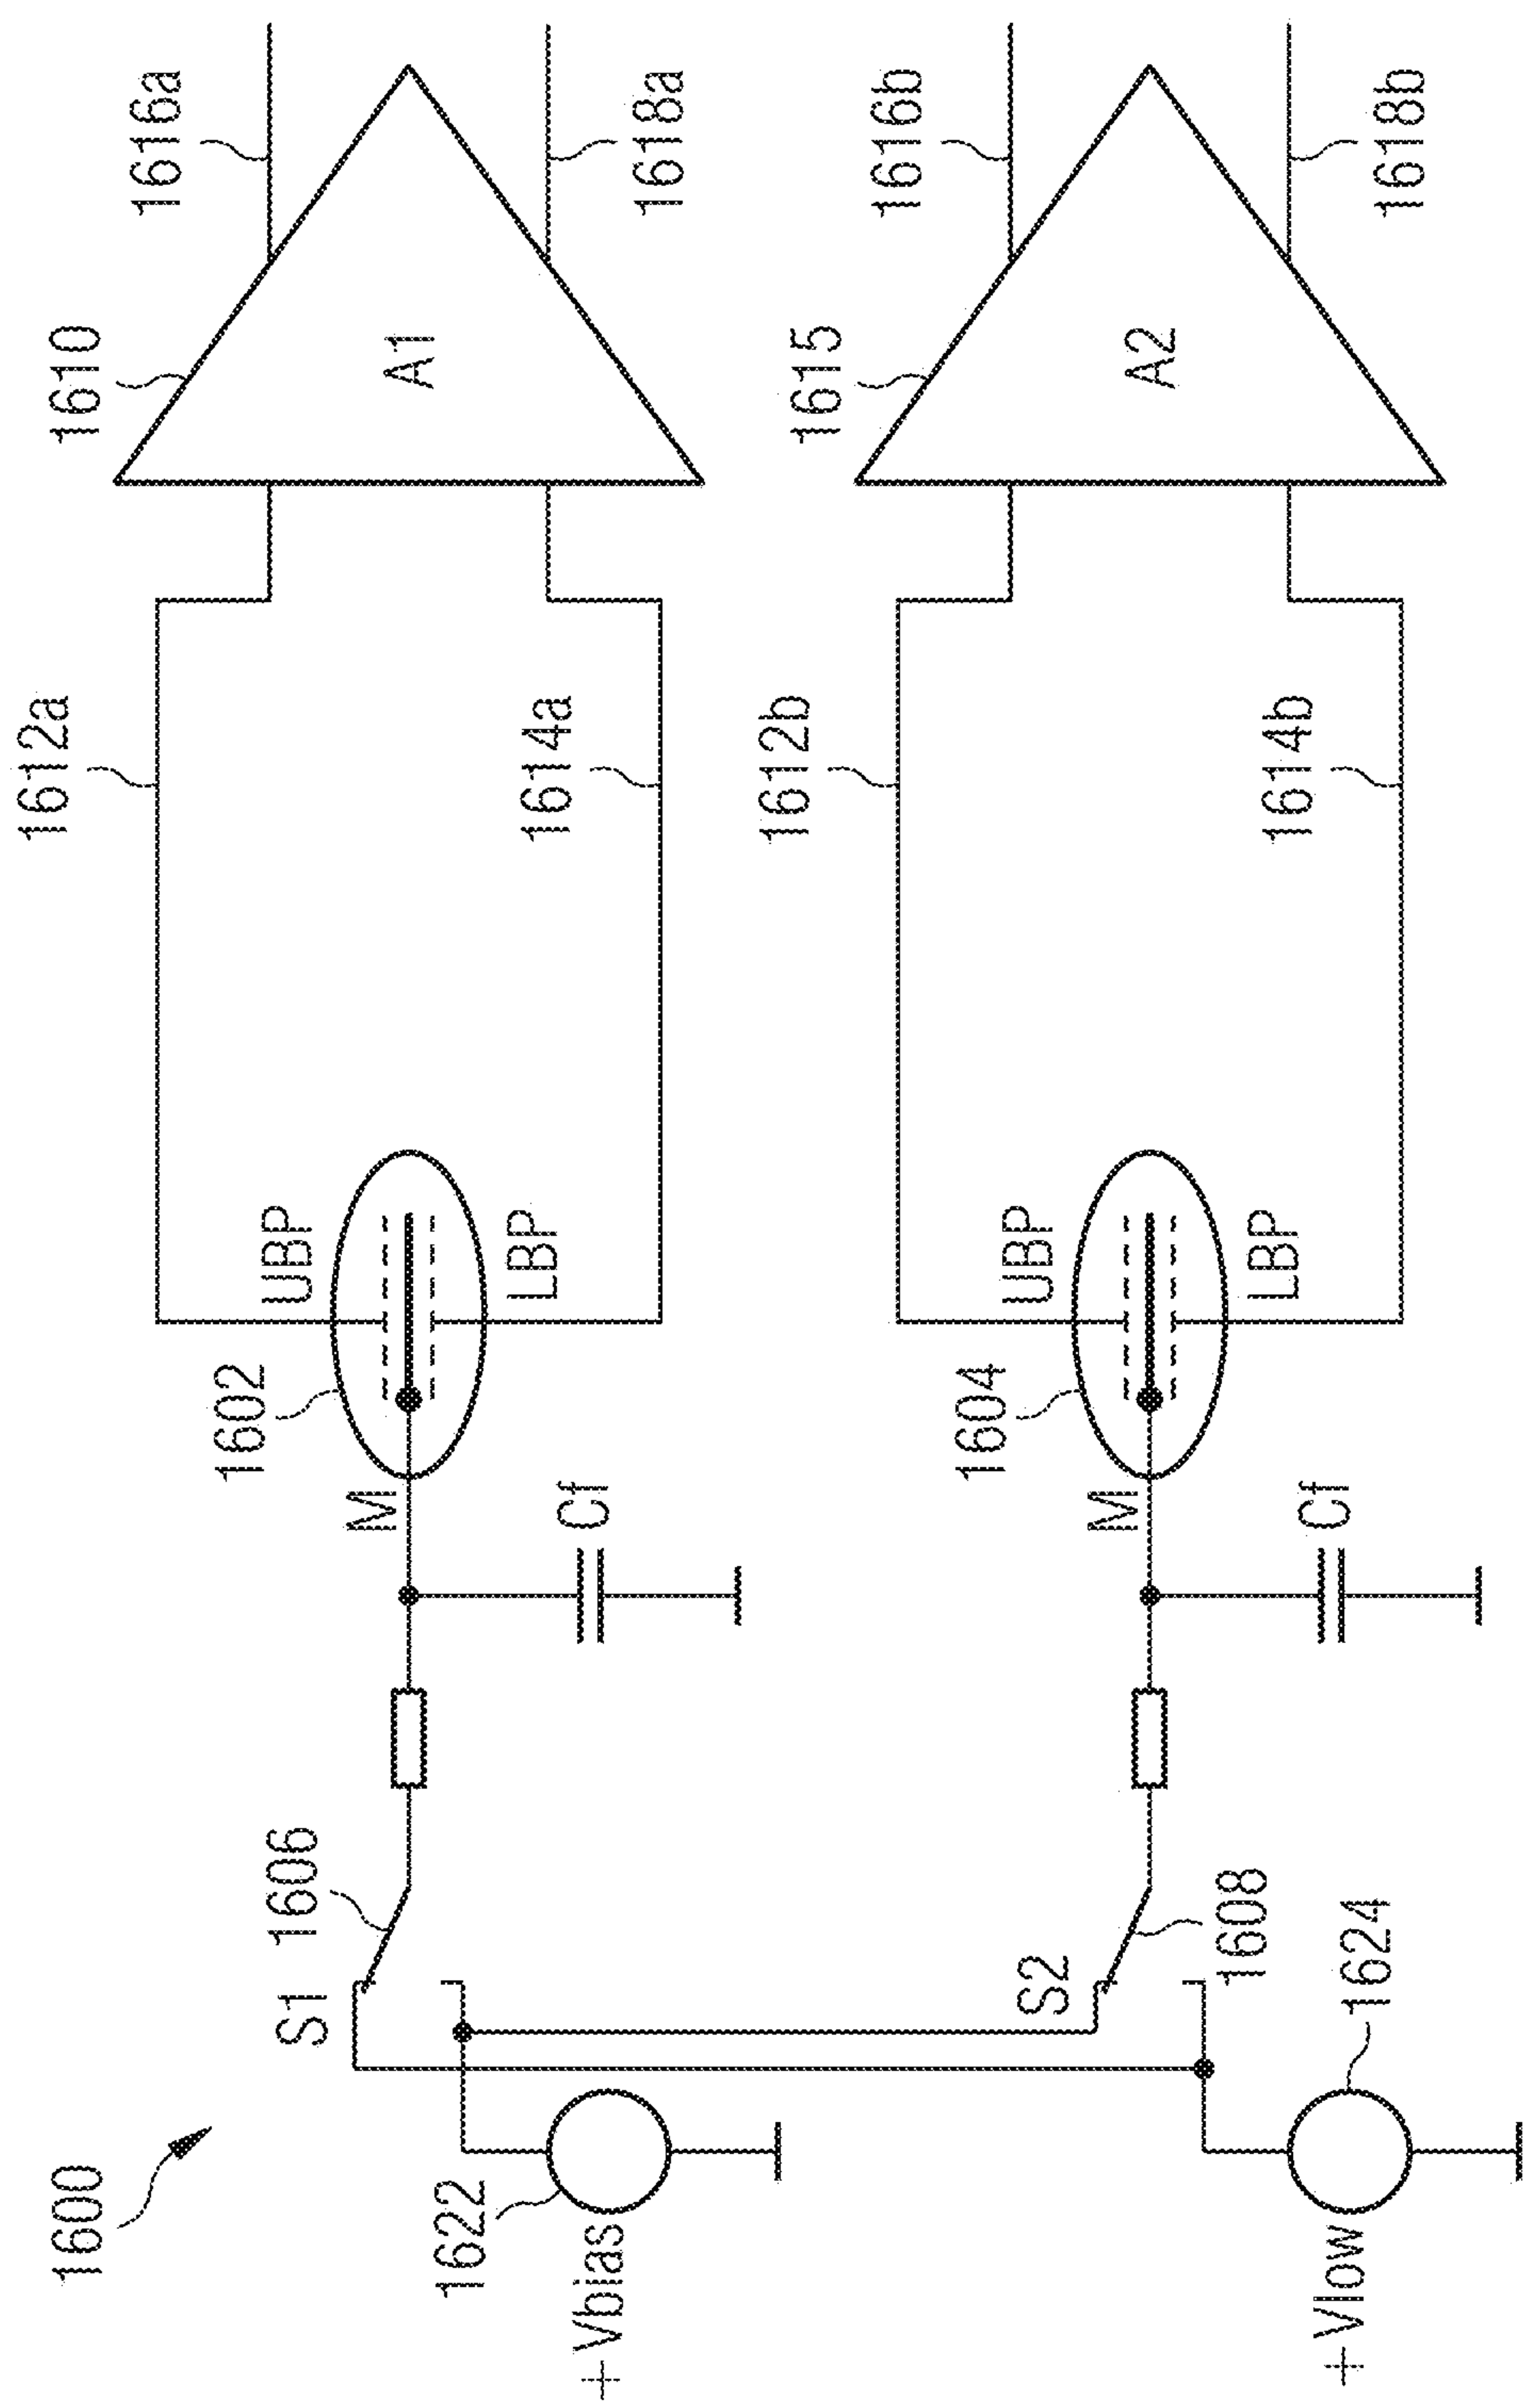 1600
1612a
1610
1616a
UBP
1602
M
S1
1606
A1
1622
+Vbias
Cf
LBP
1614a
1618a
1612b
1615
1616b
UBP
1604
M
S2
A2
1608
+Vlow
1624
Cf
LBP
1614b
1618b